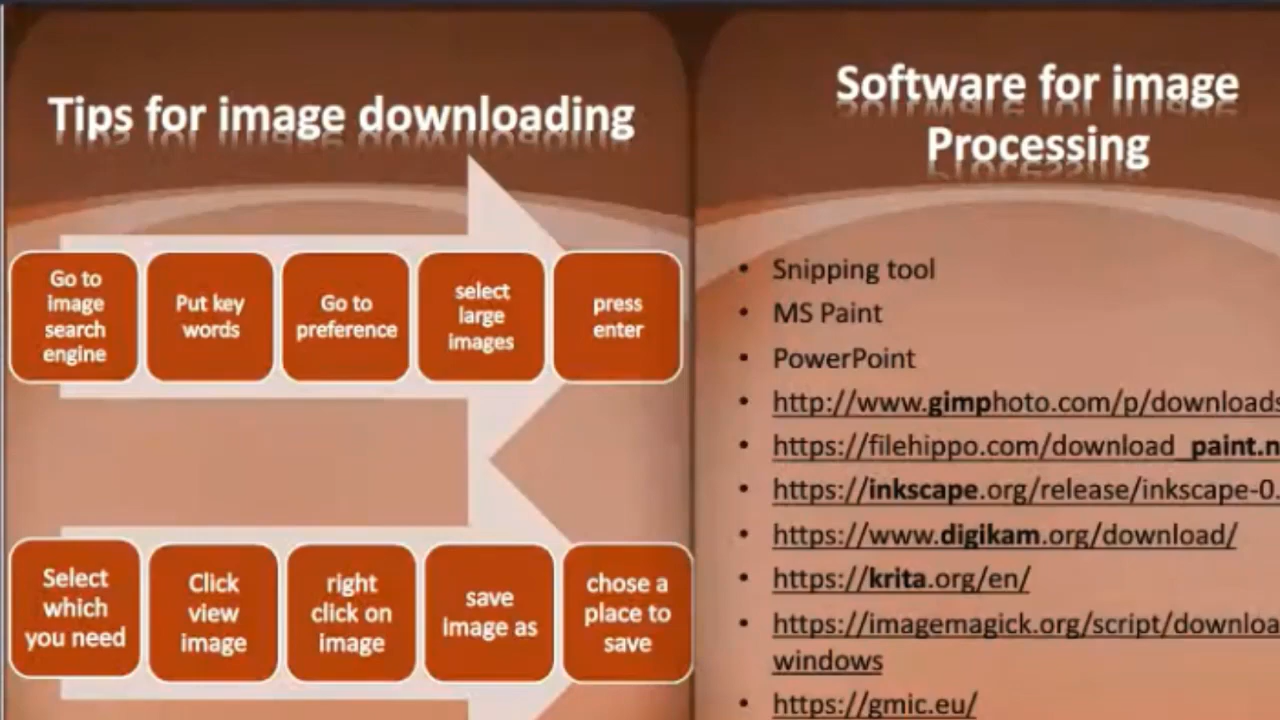 Tips for image downloading
Go to
image
search
engine
Put key
words
Go to
preference
select
large
images
press
enter
Select
which
you need
Click
view
image
right
click on
image
save
image as
chose a
place to
save
Software for image
Processing
• Snipping tool
• MS Paint
• PowerPoint
• http://www.gimphoto.com/p/downloads
• https://filehippo.com/download_paint.n
• https://inkscape.org/release/inkscape-0.
• https://www.digikam.org/download/
• https://krita.org/en/
• https://imagemagick.org/script/downloa
windows
• https://gmic.eu/